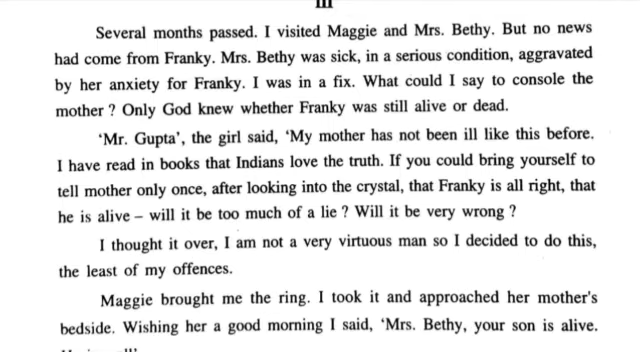 III
Several months passed. I visited Maggie and Mrs. Bethy. But no news
had come from Franky. Mrs. Bethy was sick, in a serious condition, aggravated
by her anxiety for Franky. I was in a fix. What could I say to console the
mother ? Only God knew whether Franky was still alive or dead.
‘Mr. Gupta’, the girl said, ‘My mother has not been ill like this before.
I have read in books that Indians love the truth. If you could bring yourself to
tell mother only once, after looking into the crystal, that Franky is all right, that
he is alive – will it be too much of a lie ? Will it be very wrong ?
I thought it over, I am not a very virtuous man so I decided to do this,
the least of my offences.
Maggie brought me the ring. I took it and approached her mother's
bedside. Wishing her a good morning I said, ‘Mrs. Bethy, your son is alive.